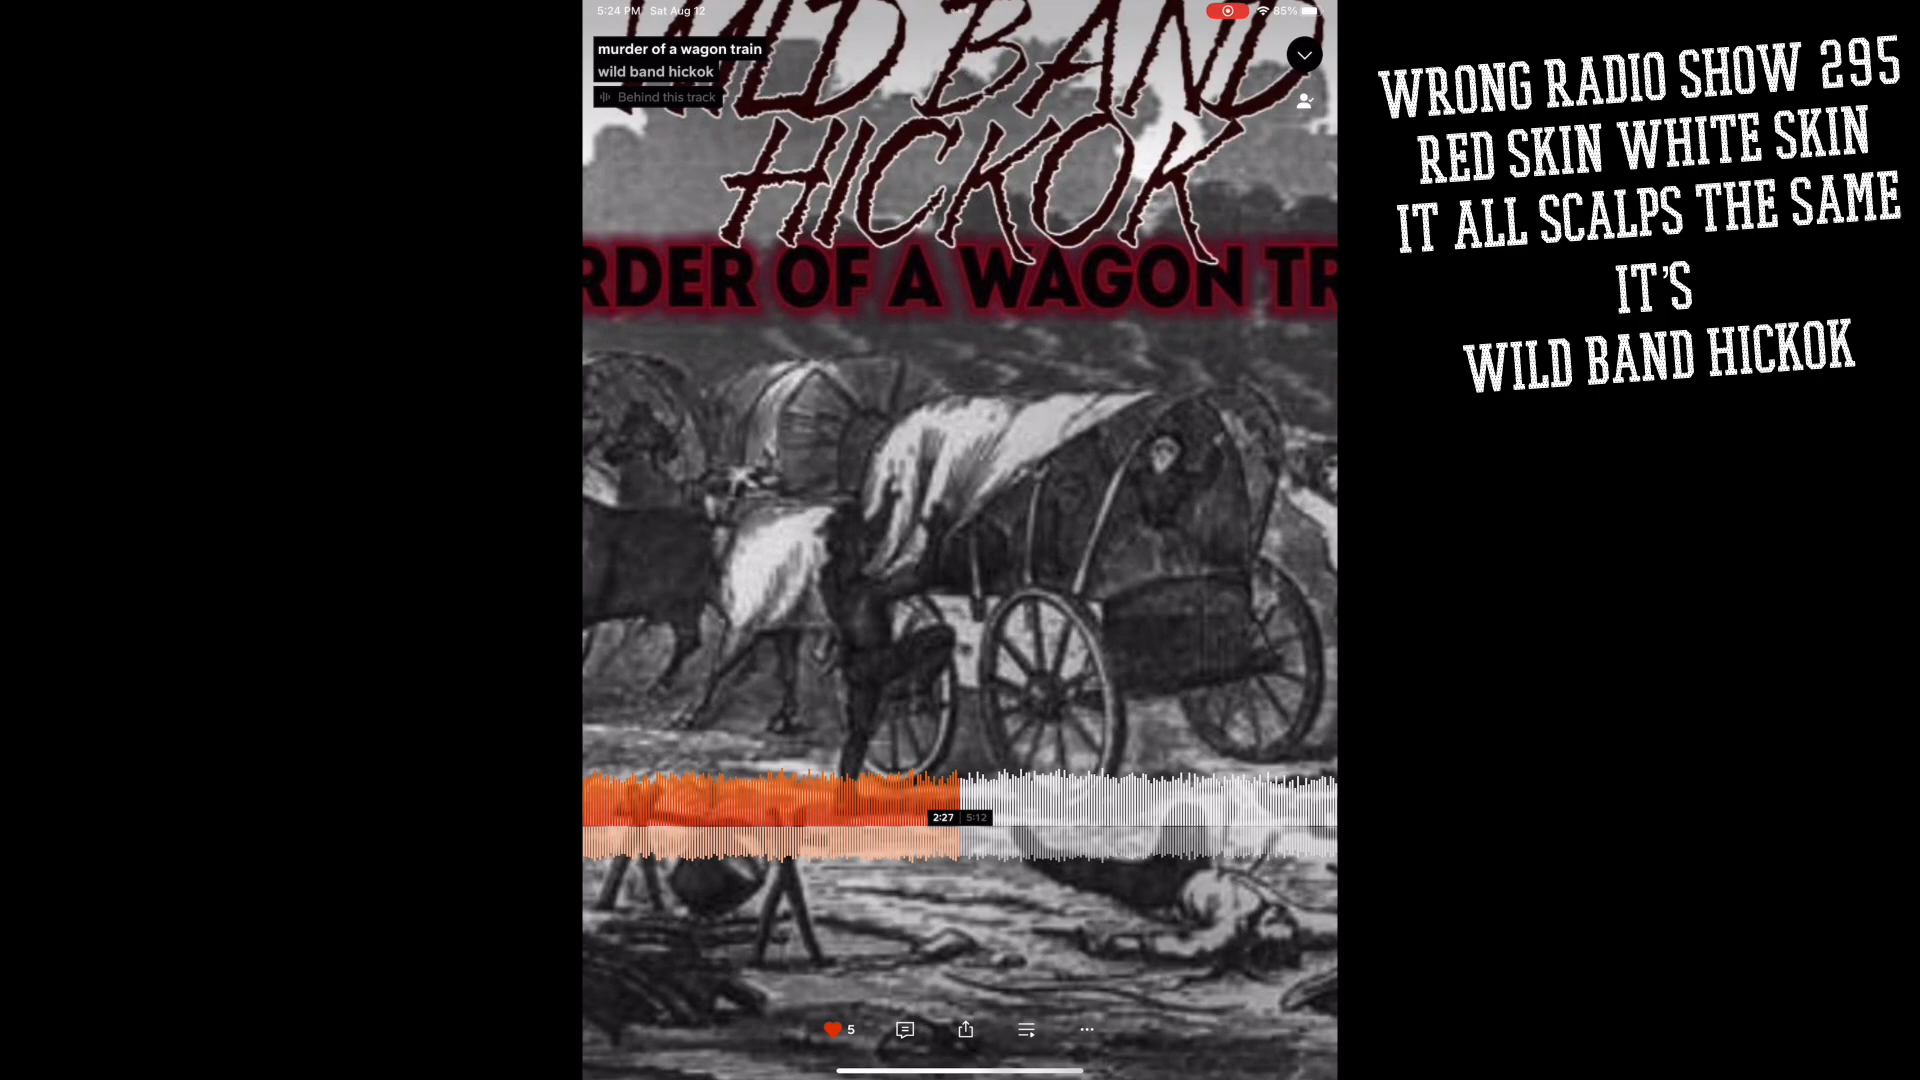 5:24 PM Sat Aug 12
85%
WILD BAND
HICKOK
murder of a wagon train
wild band hickok
Behind this track
RDER OF A WAGON TR
2:27 5:12
5
WRONG RADIO SHOW 295
RED SKIN WHITE SKIN
IT ALL SCALPS THE SAME
IT'S
WILD BAND HICKOK